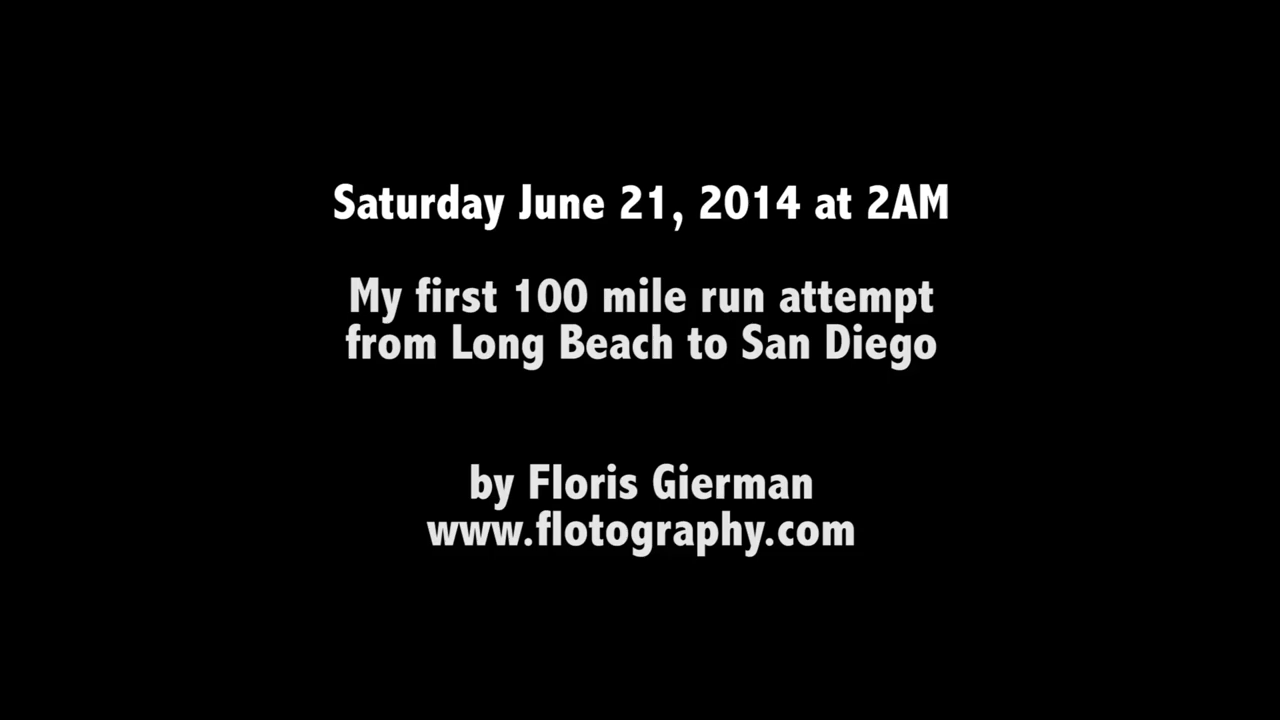 Saturday June 21, 2014 at 2AM
My first 100 mile run attempt
from Long Beach to San Diego
by Floris Gierman
www.flotography.com